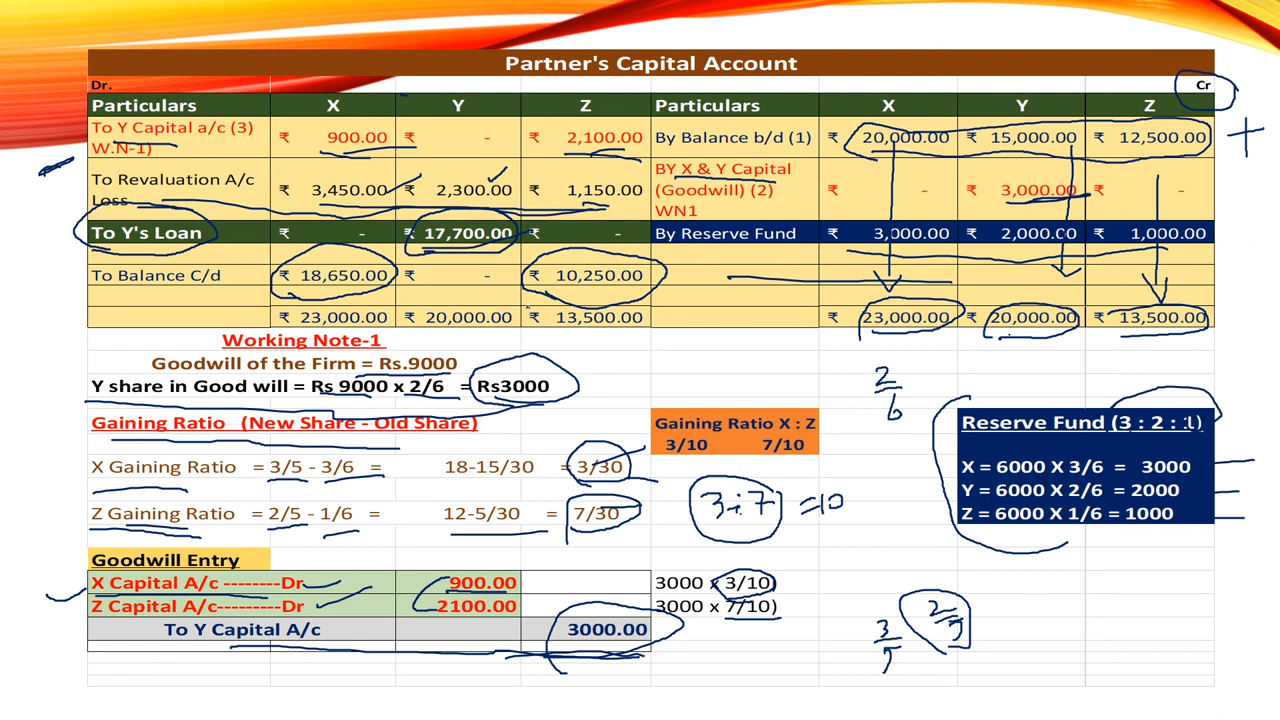 Partner's Capital Account
Dr. Cr
Particulars X Y Z Particulars X Y Z
To Y Capital a/c (3) W.N-1) ₹ 900.00 ₹ - ₹ 2,100.00 By Balance b/d (1) ₹ 20,000.00 ₹ 15,000.00 ₹ 12,500.00 +
To Revaluation A/c Loss ₹ 3,450.00 ₹ 2,300.00 ₹ 1,150.00 BY X & Y Capital (Goodwill) (2) WN1 ₹ - ₹ 3,000.00 ₹ -
To Y's Loan ₹ - ₹ 17,700.00 ₹ - By Reserve Fund ₹ 3,000.00 ₹ 2,000.00 ₹ 1,000.00
To Balance C/d ₹ 18,650.00 ₹ - ₹ 10,250.00
₹ 23,000.00 ₹ 20,000.00 ₹ 13,500.00 ₹ 23,000.00 ₹ 20,000.00 ₹ 13,500.00
Working Note-1
Goodwill of the Firm = Rs.9000
Y share in Good will = Rs 9000 x 2/6 = Rs3000
2/6
Gaining Ratio (New Share - Old Share)
Gaining Ratio X : Z
3/10 7/10
X Gaining Ratio = 3/5 - 3/6 = 18-15/30 = 3/30
Z Gaining Ratio = 2/5 - 1/6 = 12-5/30 = 7/30
3:7 =10
Reserve Fund (3 : 2 : 1)
X = 6000 X 3/6 = 3000
Y = 6000 X 2/6 = 2000
Z = 6000 X 1/6 = 1000
Goodwill Entry
X Capital A/c --------Dr 900.00 3000 x 3/10)
Z Capital A/c---------Dr 2100.00 3000 x 7/10)
To Y Capital A/c 3000.00